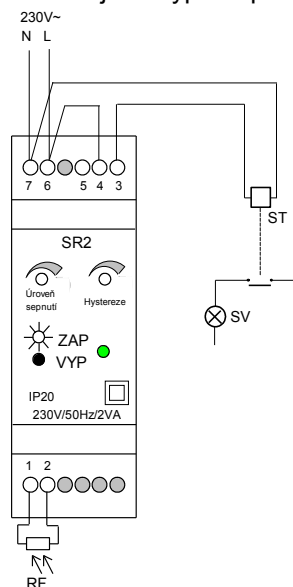 230V~
N L
7 6 5 4 3
ST
SR2
Úroveň
sepnutí
Hystereze
SV
ZAP
VYP
IP20
230V/50Hz/2VA
1 2